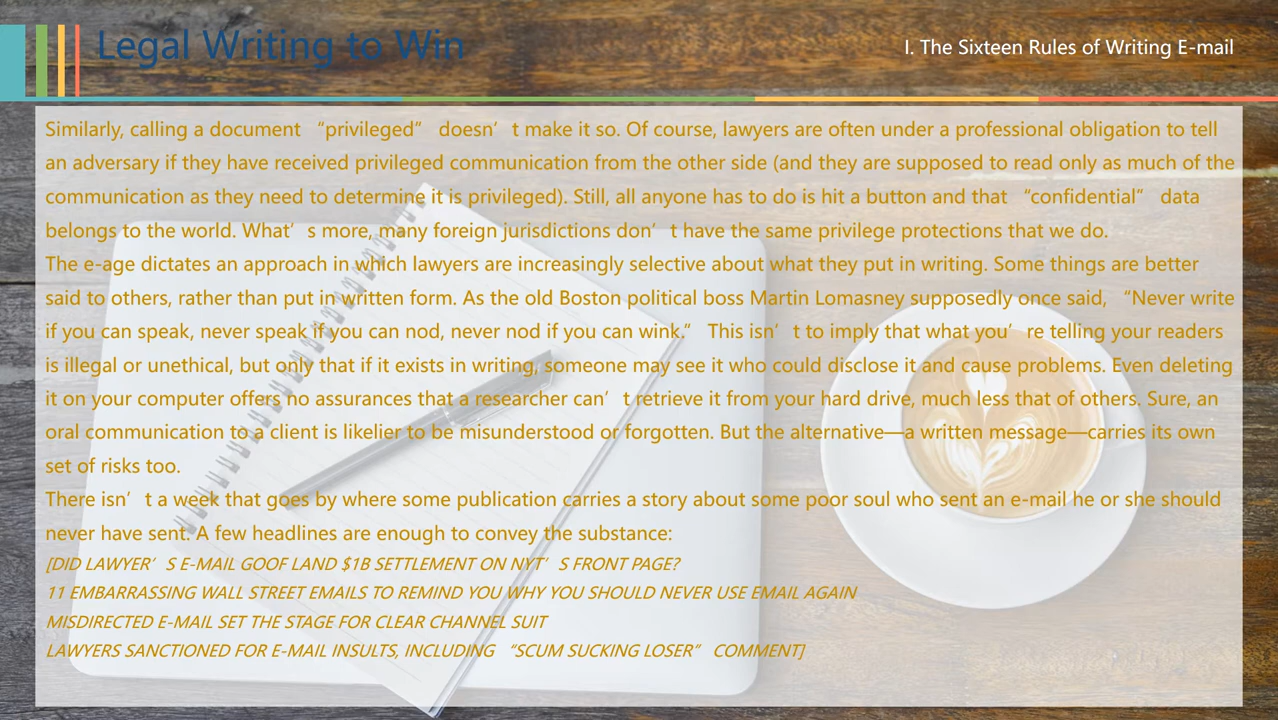 Legal Writing to Win
I. The Sixteen Rules of Writing E-mail
Similarly, calling a document “privileged” doesn’t make it so. Of course, lawyers are often under a professional obligation to tell
an adversary if they have received privileged communication from the other side (and they are supposed to read only as much of the
communication as they need to determine it is privileged). Still, all anyone has to do is hit a button and that “confidential” data
belongs to the world. What’s more, many foreign jurisdictions don’t have the same privilege protections that we do.
The e-age dictates an approach in which lawyers are increasingly selective about what they put in writing. Some things are better
said to others, rather than put in written form. As the old Boston political boss Martin Lomasney supposedly once said, “Never write
if you can speak, never speak if you can nod, never nod if you can wink.” This isn’t to imply that what you’re telling your readers
is illegal or unethical, but only that if it exists in writing, someone may see it who could disclose it and cause problems. Even deleting
it on your computer offers no assurances that a researcher can’t retrieve it from your hard drive, much less that of others. Sure, an
oral communication to a client is likelier to be misunderstood or forgotten. But the alternative—a written message—carries its own
set of risks too.
There isn’t a week that goes by where some publication carries a story about some poor soul who sent an e-mail he or she should
never have sent. A few headlines are enough to convey the substance:
[DID LAWYER’S E-MAIL GOOF LAND $1B SETTLEMENT ON NYT’S FRONT PAGE?
11 EMBARRASSING WALL STREET EMAILS TO REMIND YOU WHY YOU SHOULD NEVER USE EMAIL AGAIN
MISDIRECTED E-MAIL SET THE STAGE FOR CLEAR CHANNEL SUIT
LAWYERS SANCTIONED FOR E-MAIL INSULTS, INCLUDING “SCUM SUCKING LOSER” COMMENT]